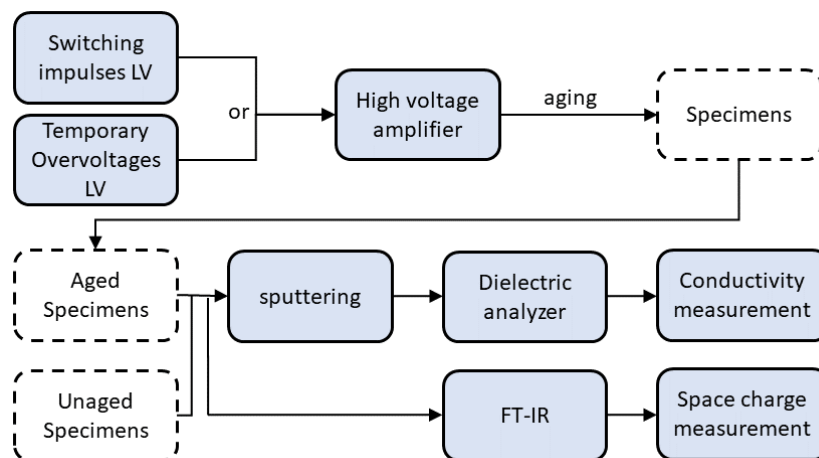 Switching
impulses LV
or
Temporary
Overvoltages
LV
High voltage
amplifier
aging
Specimens
Aged
Specimens
sputtering
Dielectric
analyzer
Conductivity
measurement
Unaged
Specimens
FT-IR
Space charge
measurement